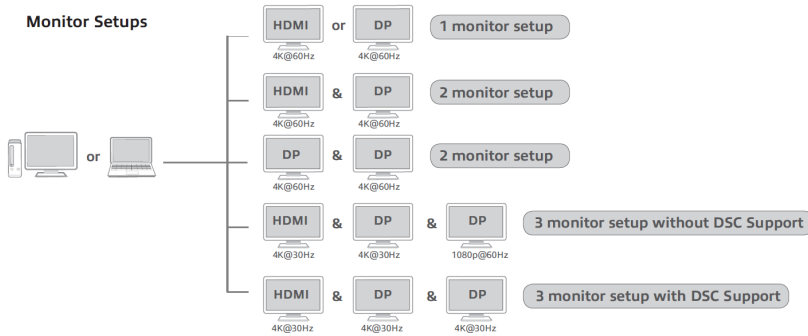 Monitor Setups
HDMI or DP 1 monitor setup
4K@60Hz 4K@60Hz
HDMI & DP 2 monitor setup
4K@60Hz 4K@60Hz
or
DP & DP 2 monitor setup
4K@60Hz 4K@60Hz
HDMI & DP & DP 3 monitor setup without DSC Support
4K@30Hz 4K@30Hz 1080p@60Hz
HDMI & DP & DP 3 monitor setup with DSC Support
4K@30Hz 4K@30Hz 4K@30Hz